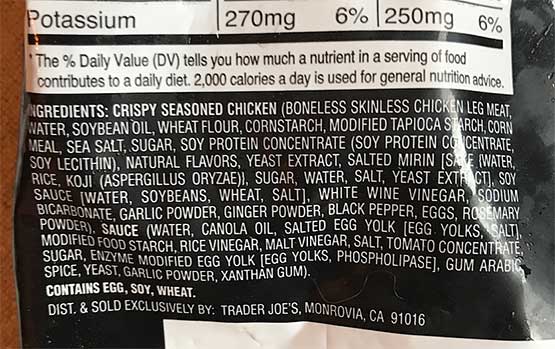 Potassium 270mg 6% 250mg 6%
* The % Daily Value (DV) tells you how much a nutrient in a serving of food
contributes to a daily diet. 2,000 calories a day is used for general nutrition advice.
INGREDIENTS: CRISPY SEASONED CHICKEN (BONELESS SKINLESS CHICKEN LEG MEAT,
WATER, SOYBEAN OIL, WHEAT FLOUR, CORNSTARCH, MODIFIED TAPIOCA STARCH, CORN
MEAL, SEA SALT, SUGAR, SOY PROTEIN CONCENTRATE (SOY PROTEIN CONCENTRATE,
SOY LECITHIN), NATURAL FLAVORS, YEAST EXTRACT, SALTED MIRIN [SAKE (WATER,
RICE, KOJI (ASPERGILLUS ORYZAE)), SUGAR, WATER, SALT, YEAST EXTRACT], SOY
SAUCE [WATER, SOYBEANS, WHEAT, SALT], WHITE WINE VINEGAR, SODIUM
BICARBONATE, GARLIC POWDER, GINGER POWDER, BLACK PEPPER, EGGS, ROSEMARY
POWDER). SAUCE (WATER, CANOLA OIL, SALTED EGG YOLK [EGG YOLKS, SALT],
MODIFIED FOOD STARCH, RICE VINEGAR, MALT VINEGAR, SALT, TOMATO CONCENTRATE,
SUGAR, ENZYME MODIFIED EGG YOLK [EGG YOLKS, PHOSPHOLIPASE], GUM ARABIC,
SPICE, YEAST, GARLIC POWDER, XANTHAN GUM).
CONTAINS EGG, SOY, WHEAT.
DIST. & SOLD EXCLUSIVELY BY: TRADER JOE'S, MONROVIA, CA 91016